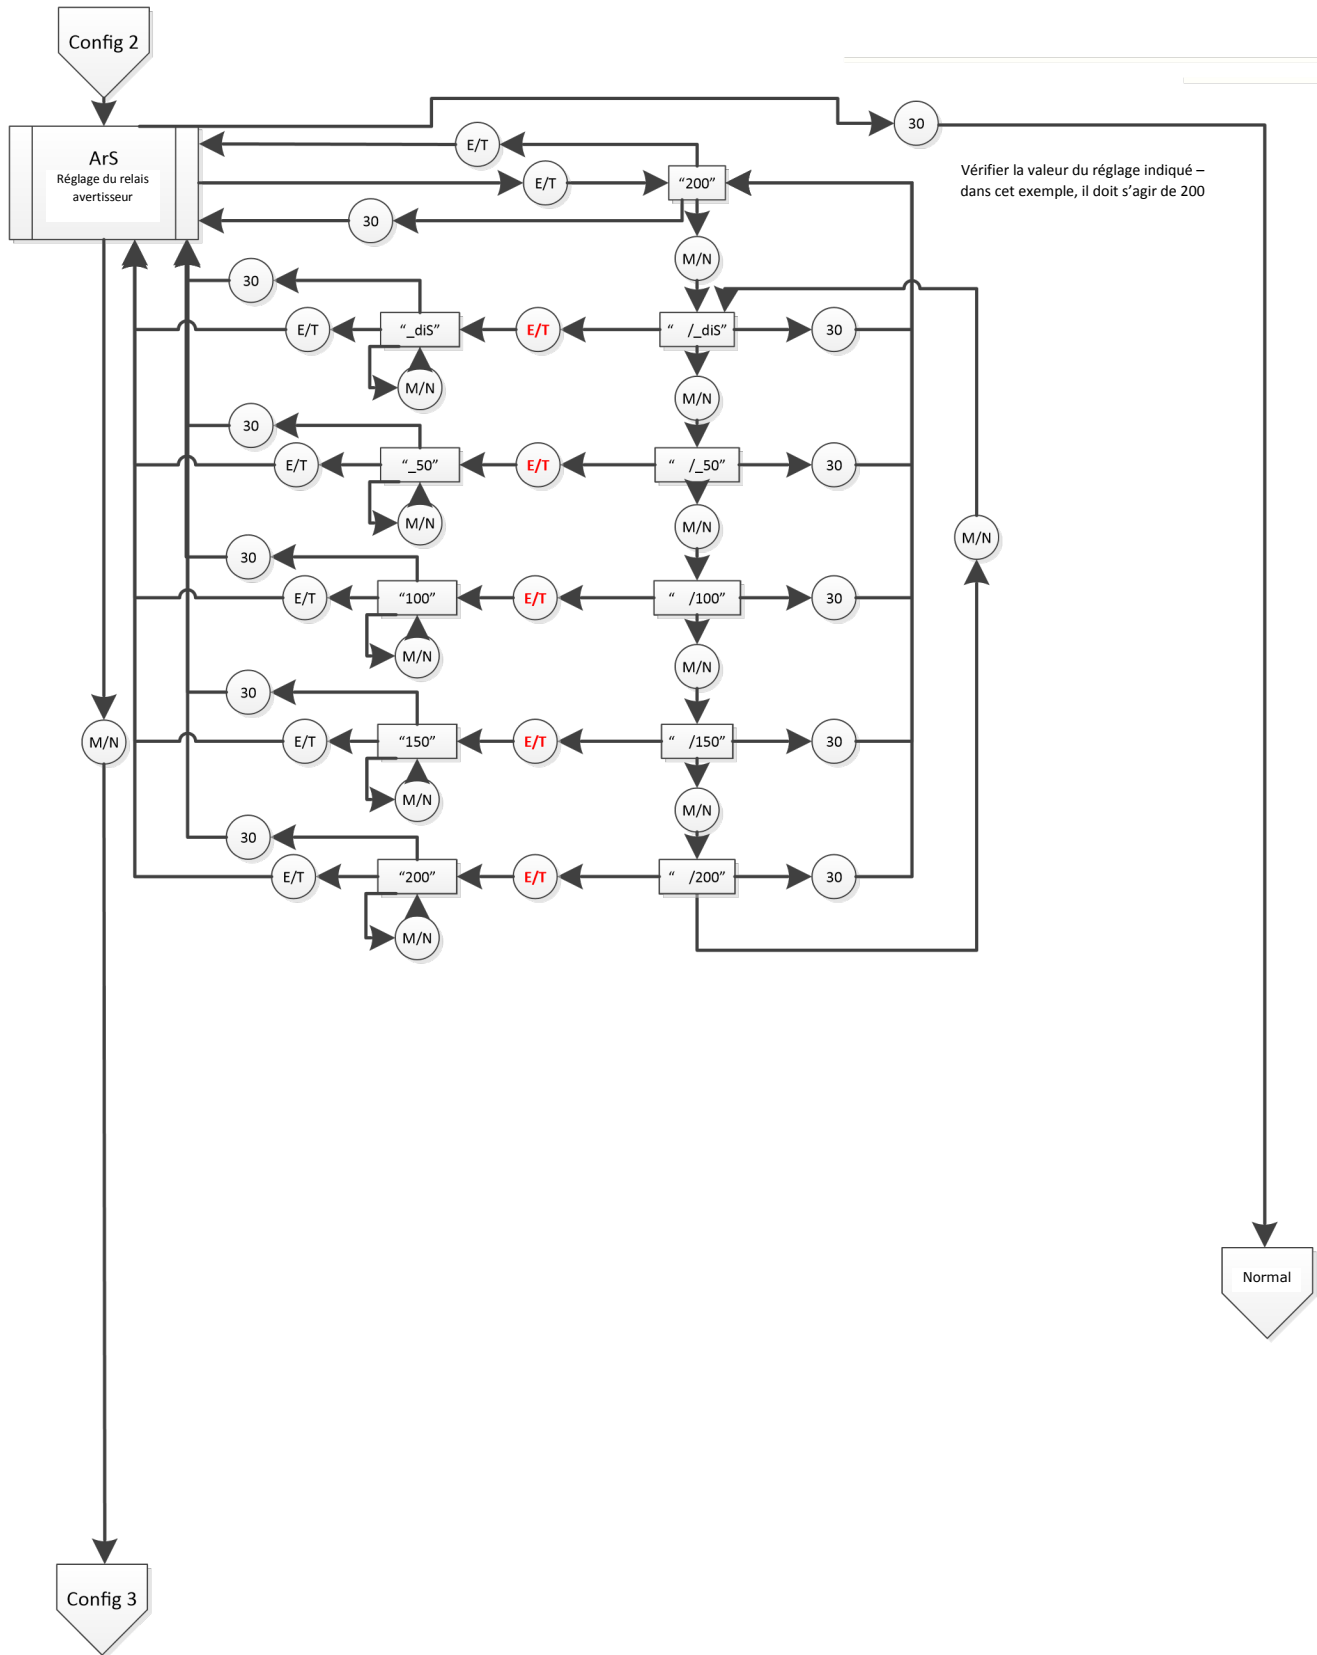 Config 2
30
E/T
ArS
Réglage du relais
avertisseur
E/T
“200”
Vérifier la valeur du réglage indiqué –
dans cet exemple, il doit s’agir de 200
30
M/N
30
E/T
“_diS”
E/T
“ /_diS”
30
M/N
M/N
30
E/T
“_50”
E/T
“ /_50”
30
M/N
M/N
M/N
30
E/T
“100”
E/T
“ /100”
30
M/N
M/N
30
M/N
E/T
“150”
E/T
“ /150”
30
M/N
M/N
30
E/T
“200”
E/T
“ /200”
30
M/N
Normal
Config 3